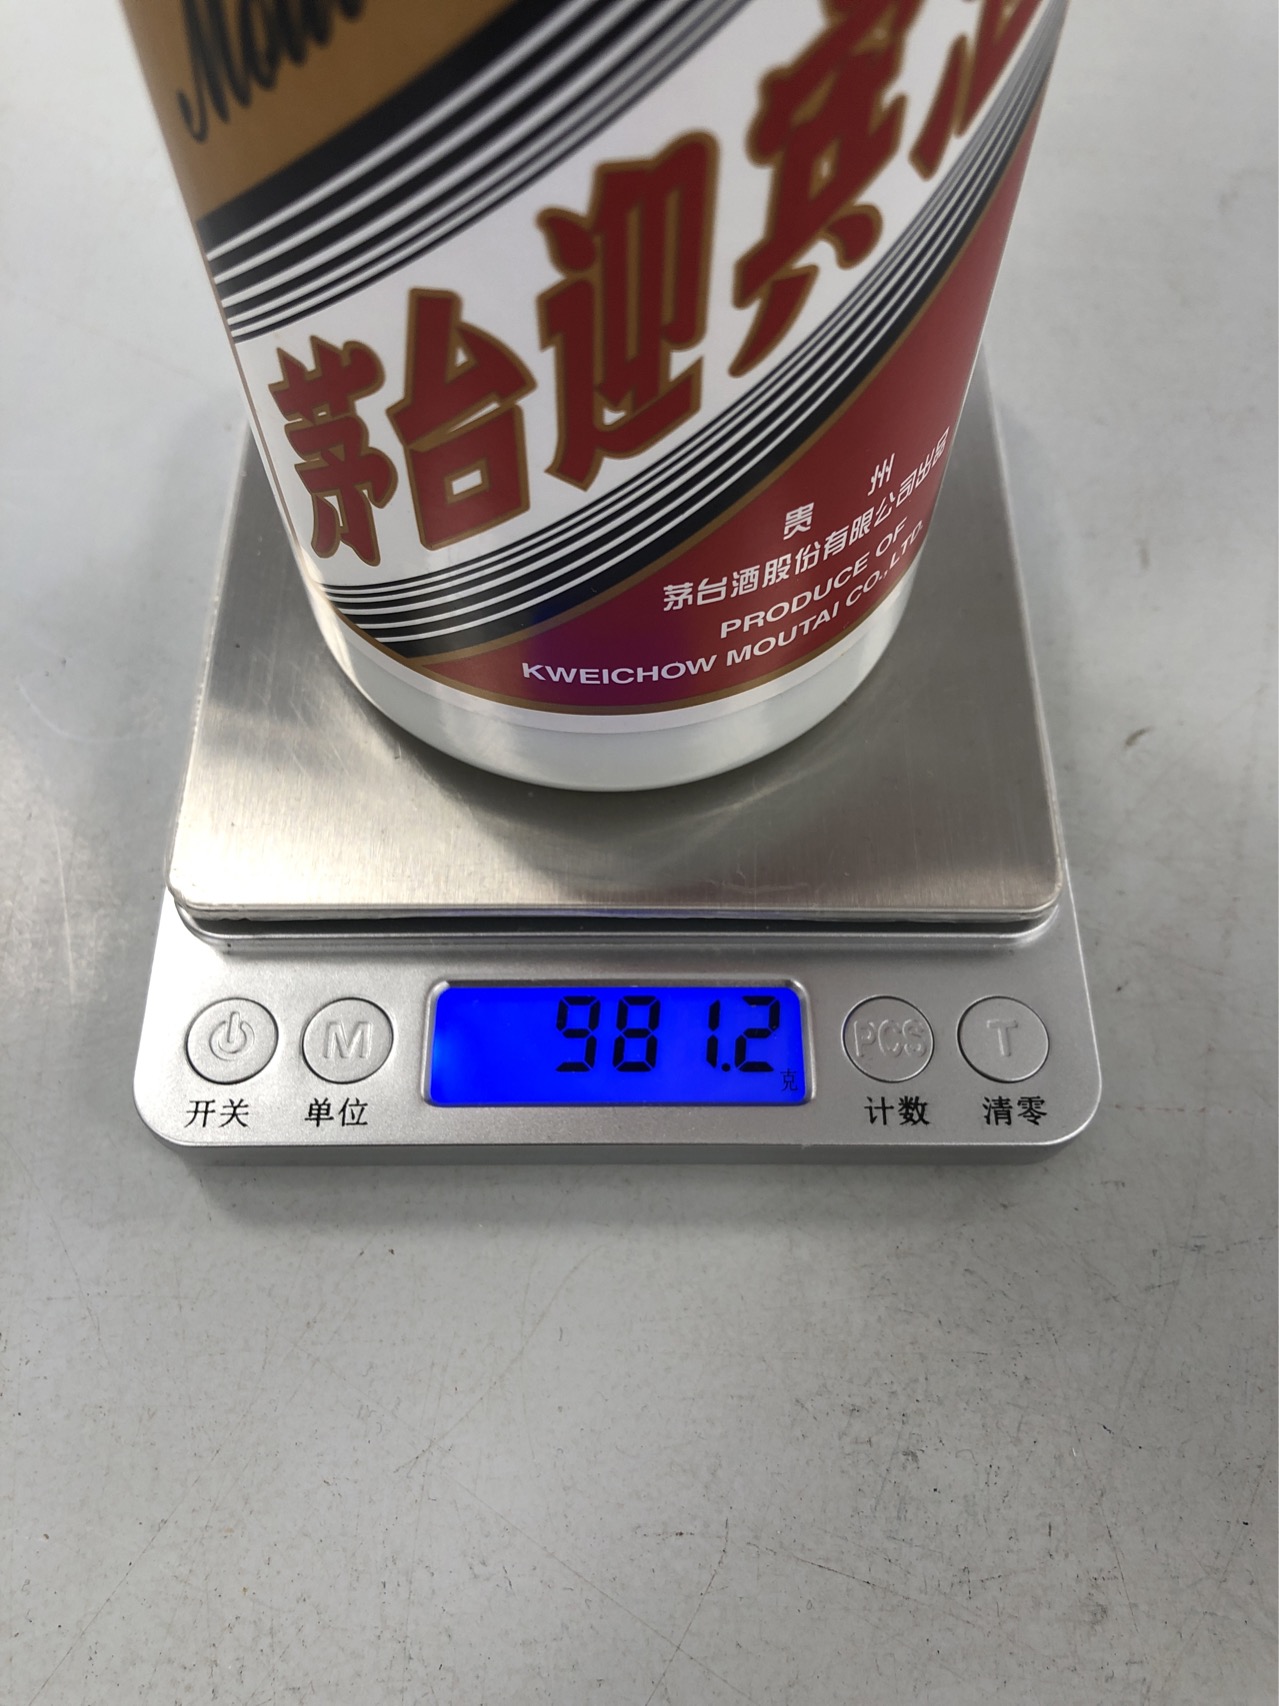 茅台迎宾酒
贵州
茅台酒股份有限公司出品
PRODUCE OF
KWEICHOW MOUTAI CO.,LTD.
981.2
克
M
PCS
T
开关
单位
计数
清零